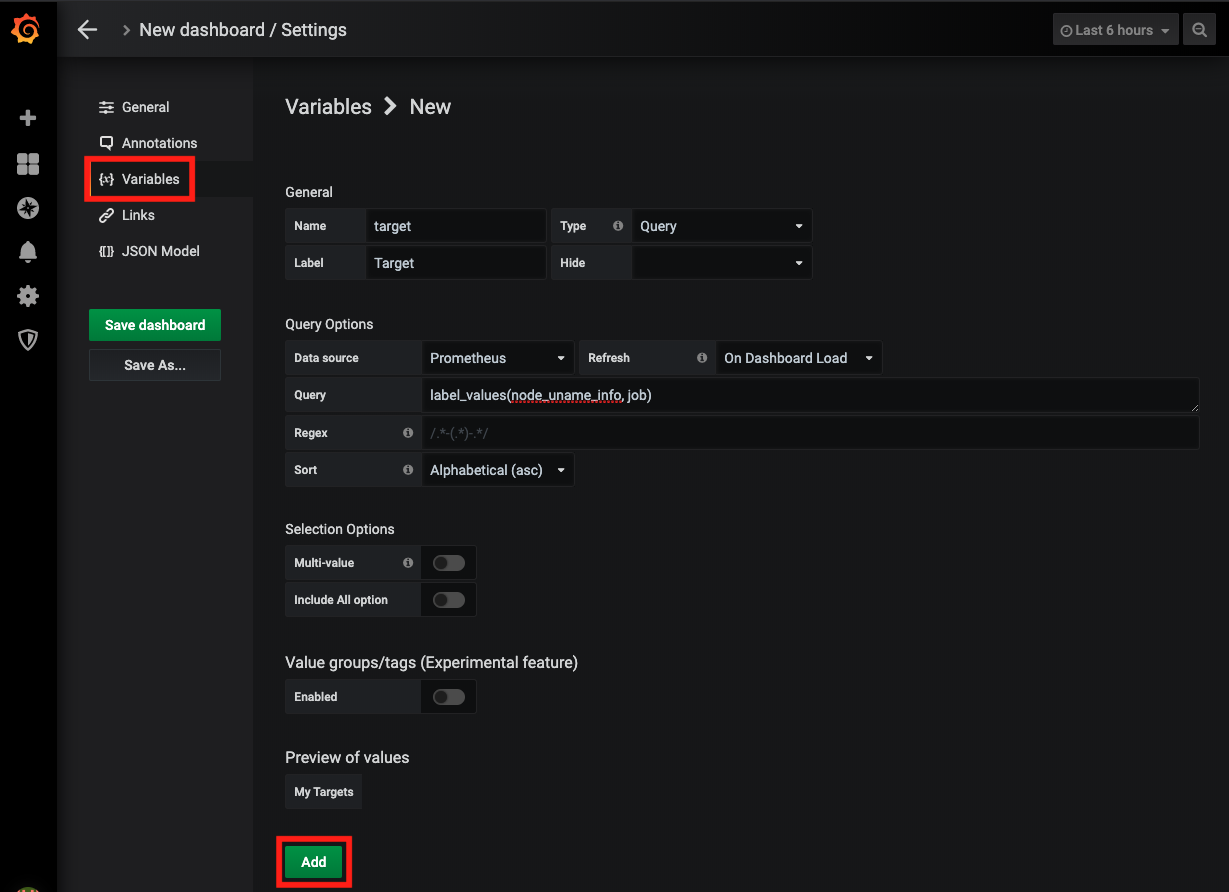 New dashboard / Settings
Last 6 hours
General
Annotations
Variables
Links
JSON Model
Save dashboard
Save As...
Variables > New
General
Name target Type Query
Label Target Hide
Query Options
Data source Prometheus Refresh On Dashboard Load
Query label_values(node_uname_info, job)
Regex /.*-(.*)-.*/
Sort Alphabetical (asc)
Selection Options
Multi-value
Include All option
Value groups/tags (Experimental feature)
Enabled
Preview of values
My Targets
Add